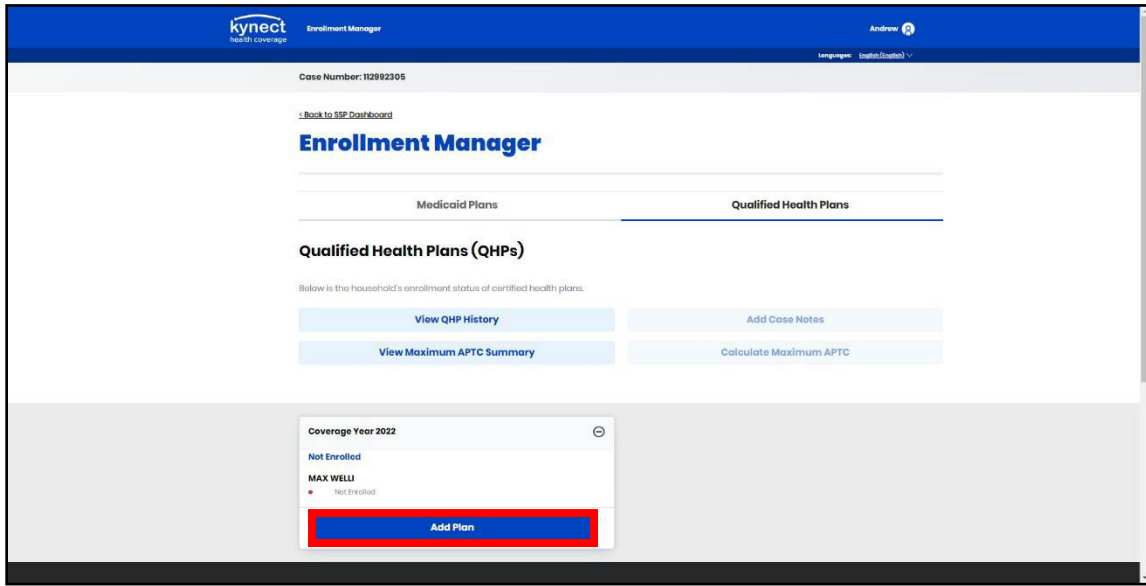 kynect
health coverage
Enrollment Manager
Andrew
Languages: English (English)
Case Number: 112992305
< Back to SSP Dashboard
Enrollment Manager
Medicaid Plans
Qualified Health Plans
Qualified Health Plans (QHPs)
Below is the household's enrollment status of certified health plans.
View QHP History
Add Case Notes
View Maximum APTC Summary
Calculate Maximum APTC
Coverage Year 2022
Not Enrolled
MAX WELLI
Not Enrolled
Add Plan